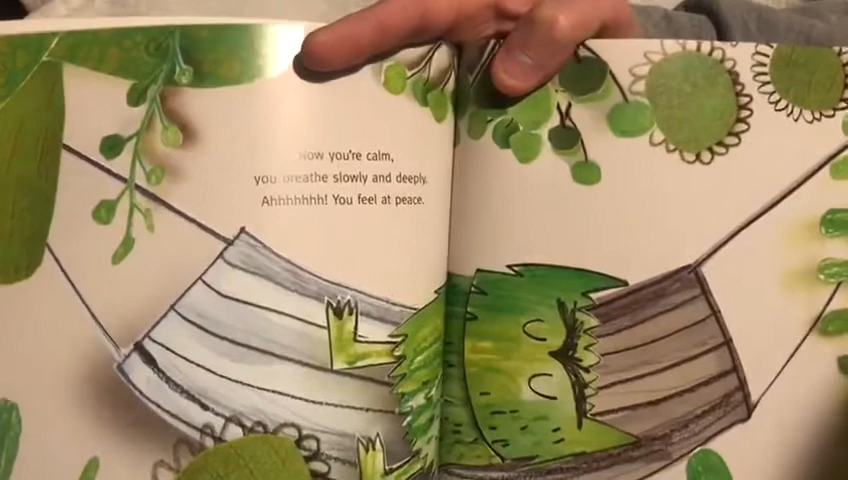 Now you're calm,
you breathe slowly and deeply.
Ahhhhhhh! You feel at peace.